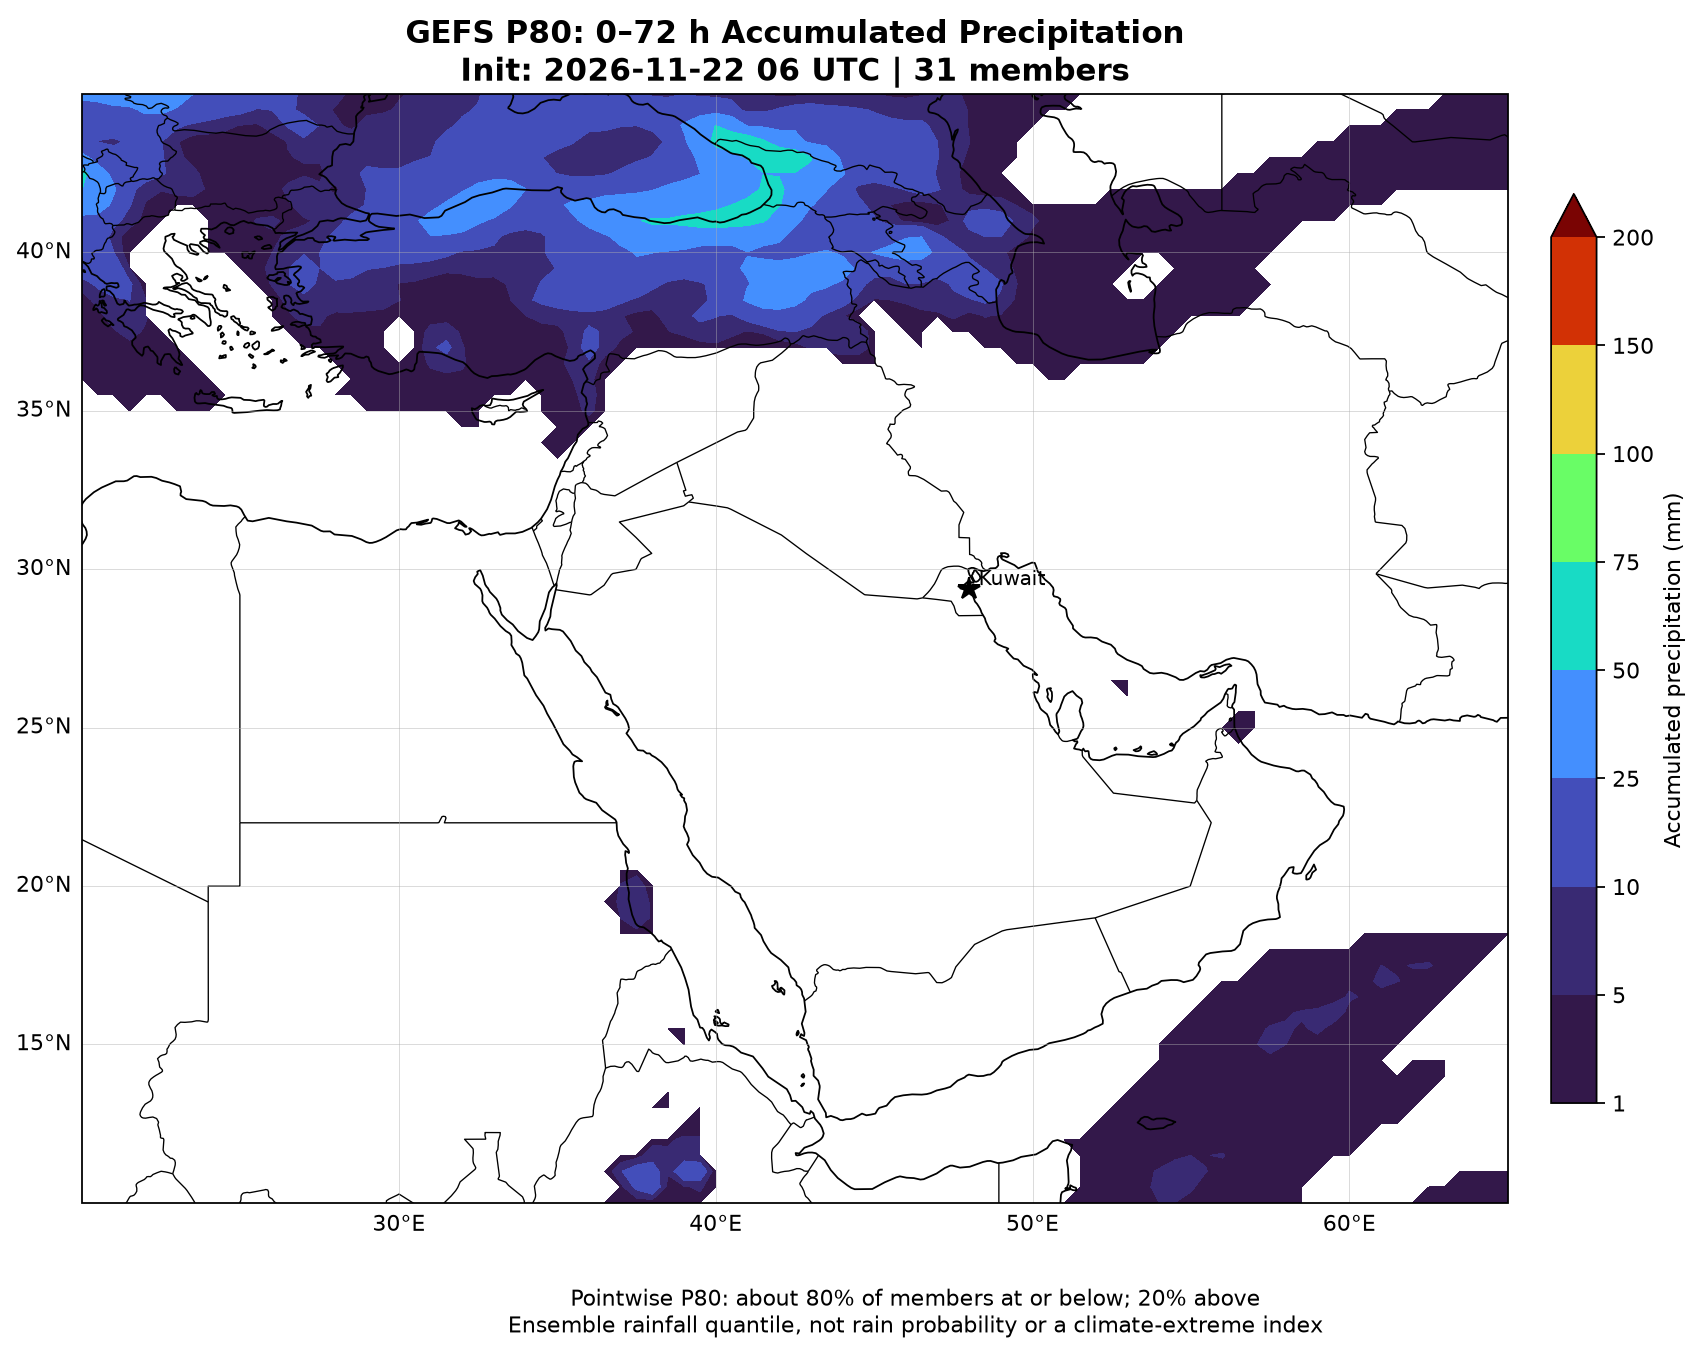 GEFS P80: 0–72 h Accumulated Precipitation
Init: 2026-11-22 06 UTC | 31 members
40°N
35°N
30°N
25°N
20°N
15°N
30°E
40°E
50°E
60°E
Kuwait
200
150
100
75
50
25
10
5
1
Accumulated precipitation (mm)
Pointwise P80: about 80% of members at or below; 20% above
Ensemble rainfall quantile, not rain probability or a climate-extreme index